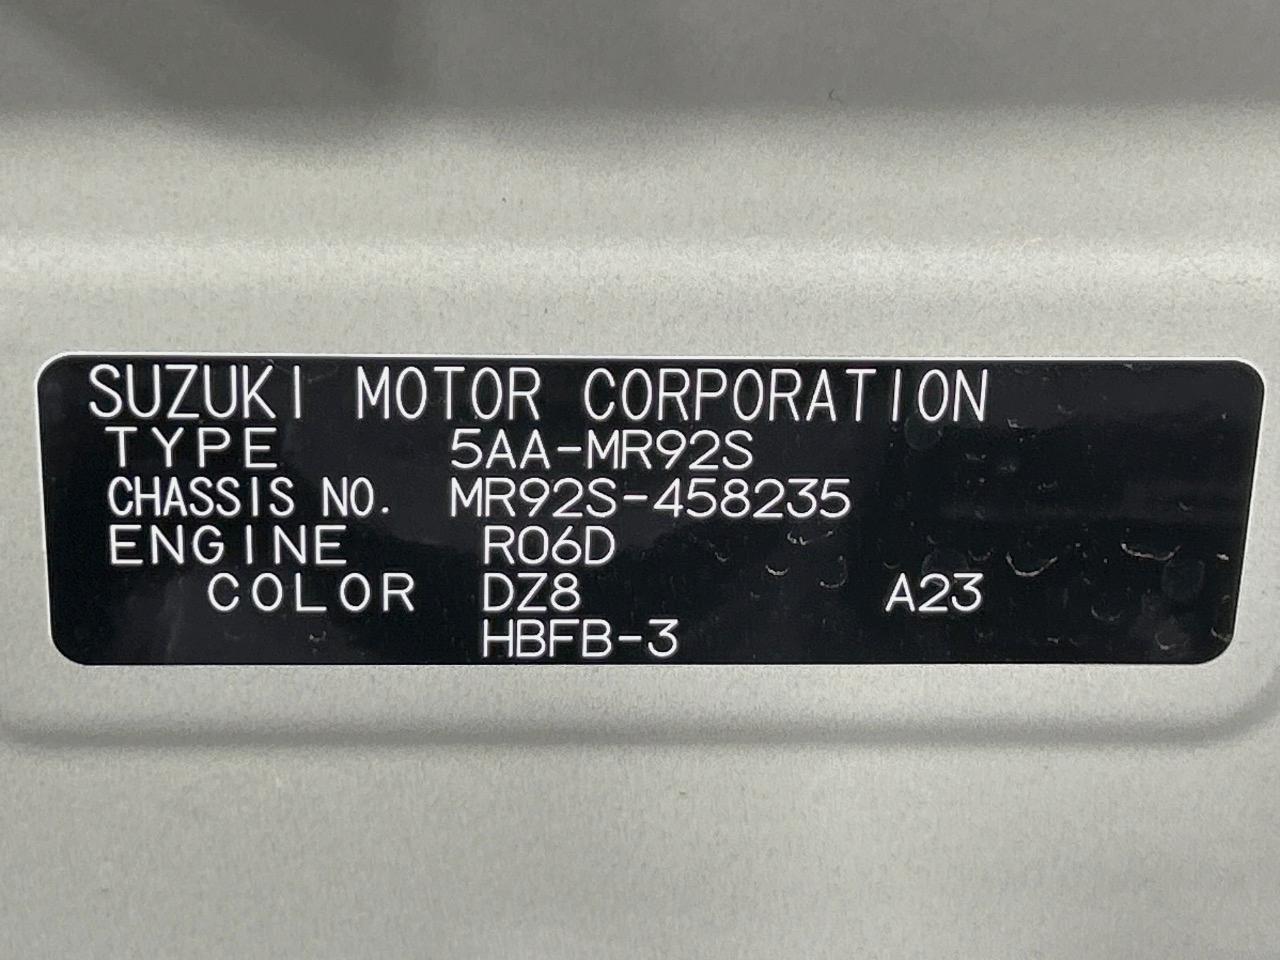 SUZUKI MOTOR CORPORATION
TYPE 5AA-MR92S
CHASSIS NO. MR92S-458235
ENGINE R06D
COLOR DZ8 A23
HBFB-3